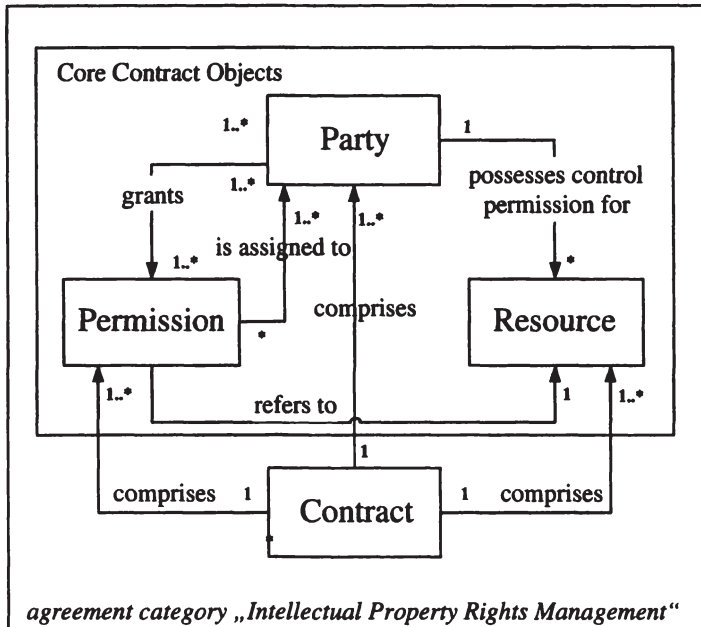 Core Contract Objects
1..*
Party
1
grants
1..*
possesses control
permission for
1..*
1..*
is assigned to
1..*
*
Permission
*
comprises
Resource
1..*
refers to
1
1..*
1
comprises
1
Contract
1
comprises
agreement category „Intellectual Property Rights Management“